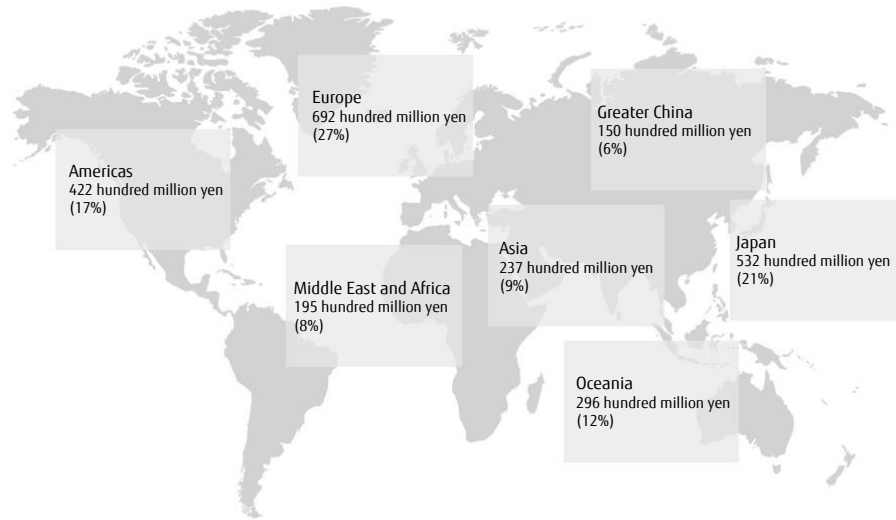 Europe
692 hundred million yen
(27%)
Greater China
150 hundred million yen
(6%)
Americas
422 hundred million yen
(17%)
Japan
532 hundred million yen
(21%)
Asia
237 hundred million yen
(9%)
Middle East and Africa
195 hundred million yen
(8%)
Oceania
296 hundred million yen
(12%)